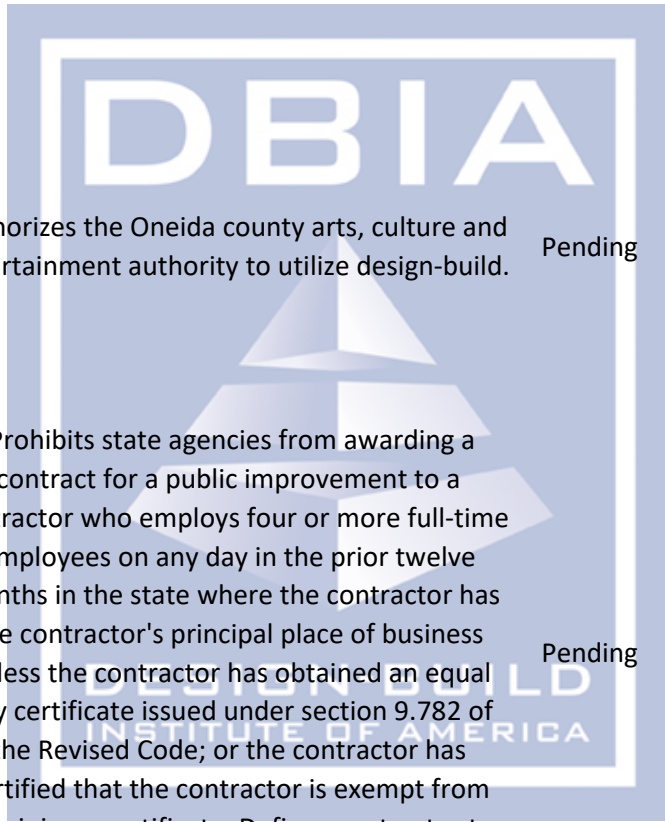 DBIA
horizes the Oneida county arts, culture and
rtainment authority to utilize design-build.
Pending
Prohibits state agencies from awarding a
contract for a public improvement to a
tractor who employs four or more full-time
mployees on any day in the prior twelve
nths in the state where the contractor has
e contractor's principal place of business
Pending
less the contractor has obtained an equal
DESIGN-BUILD
y certificate issued under section 9.782 of
INSTITUTE OF AMERICA
the Revised Code; or the contractor has
rtified that the contractor is exempt from